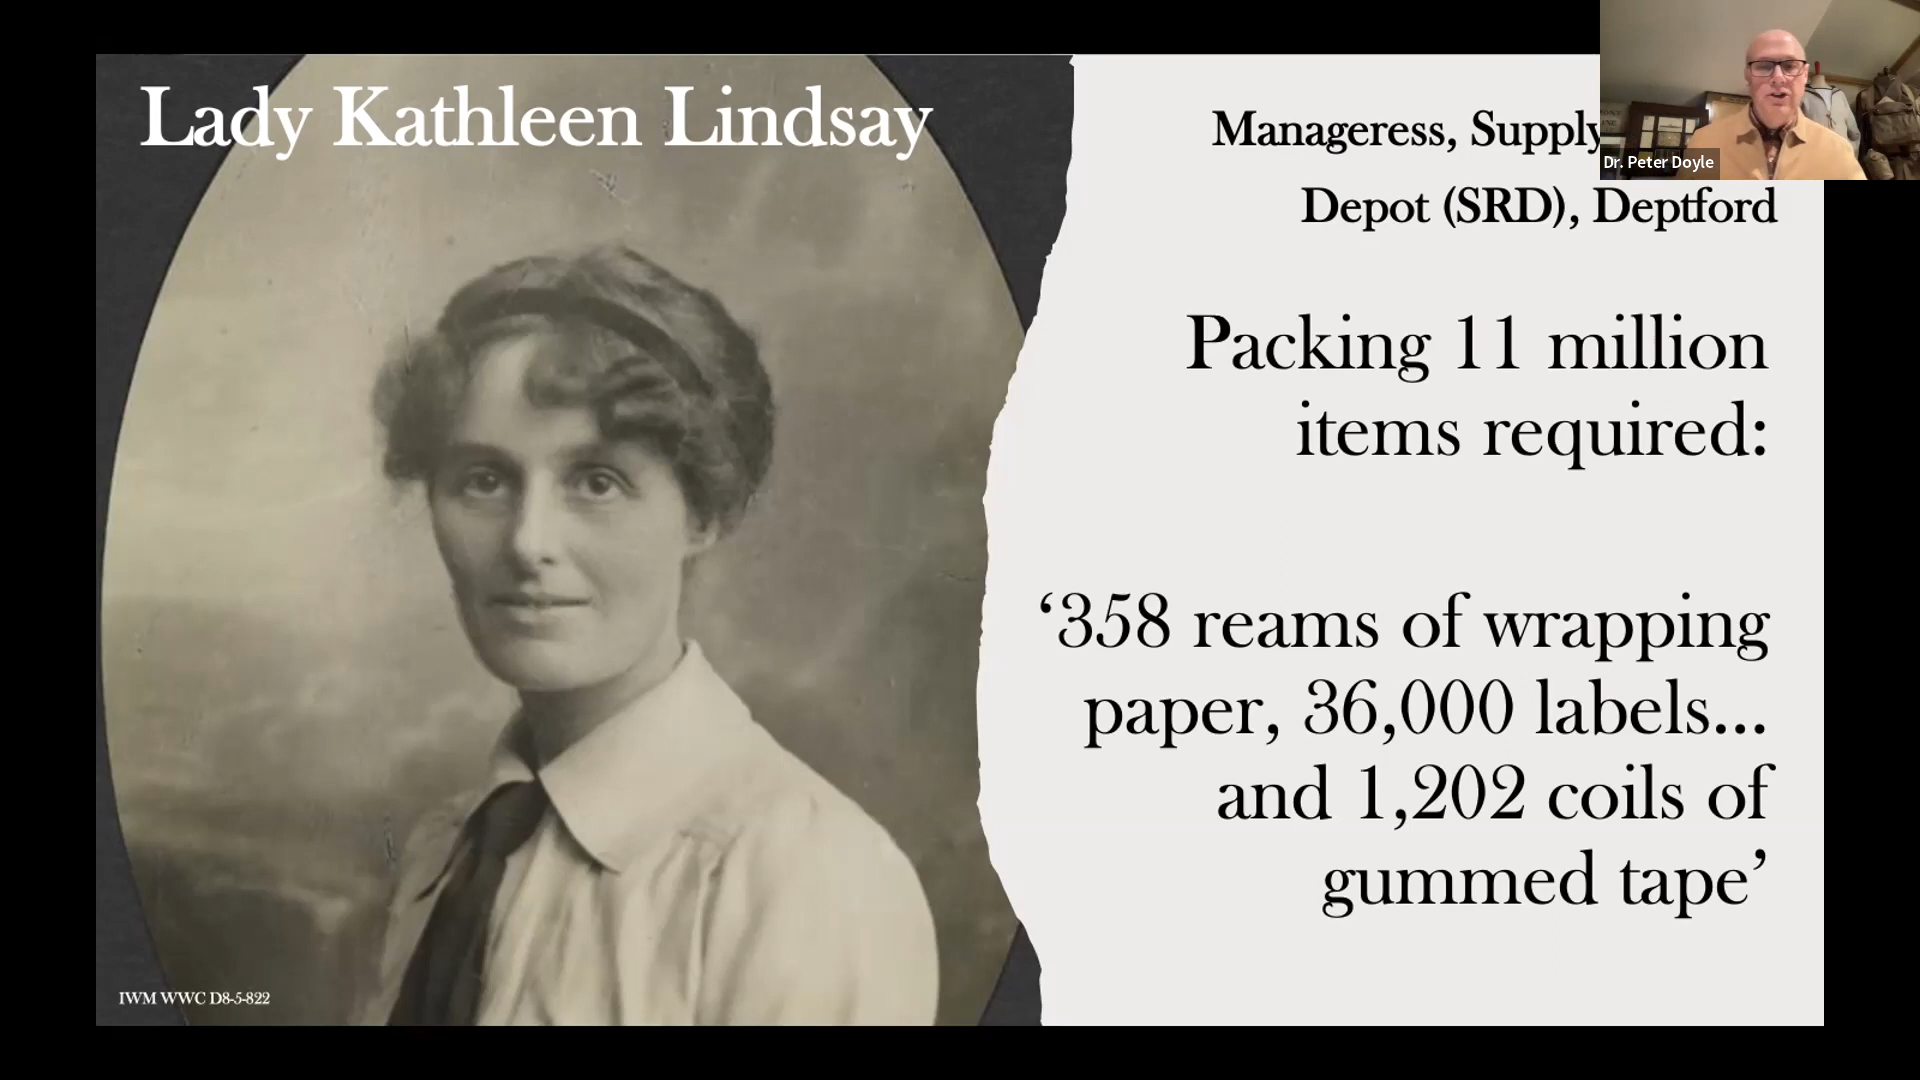 Lady Kathleen Lindsay
Manageress, Supply
Depot (SRD), Deptford
Packing 11 million
items required:
‘358 reams of wrapping
paper, 36,000 labels...
and 1,202 coils of
gummed tape’
IWM WWC D8-5-822
Dr. Peter Doyle